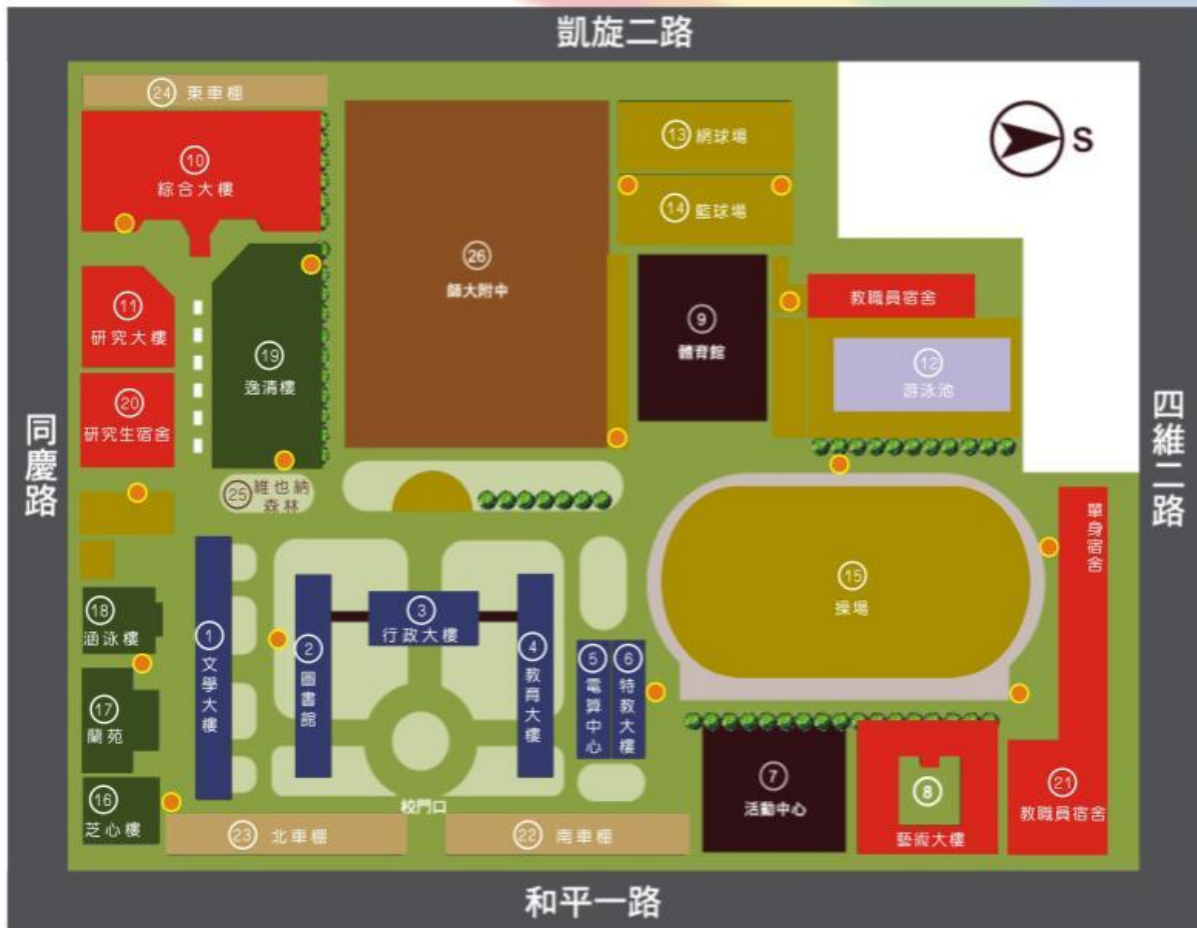 凱旋二路
24 東車棚
10
綜合大樓
13 網球場
14 籃球場
S
26
師大附中
11
研究大樓
19
逸清樓
9
體育館
教職員宿舍
12
游泳池
20
研究生宿舍
同慶路
四維二路
25 維也納
森林
單身宿舍
15
操場
18
涵泳樓
1
文學大樓
2
圖書館
3
行政大樓
4
教育大樓
5
電算中心
6
特教大樓
17
蘭苑
16
芝心樓
校門口
7
活動中心
8
藝術大樓
21
教職員宿舍
23 北車棚
22 南車棚
和平一路